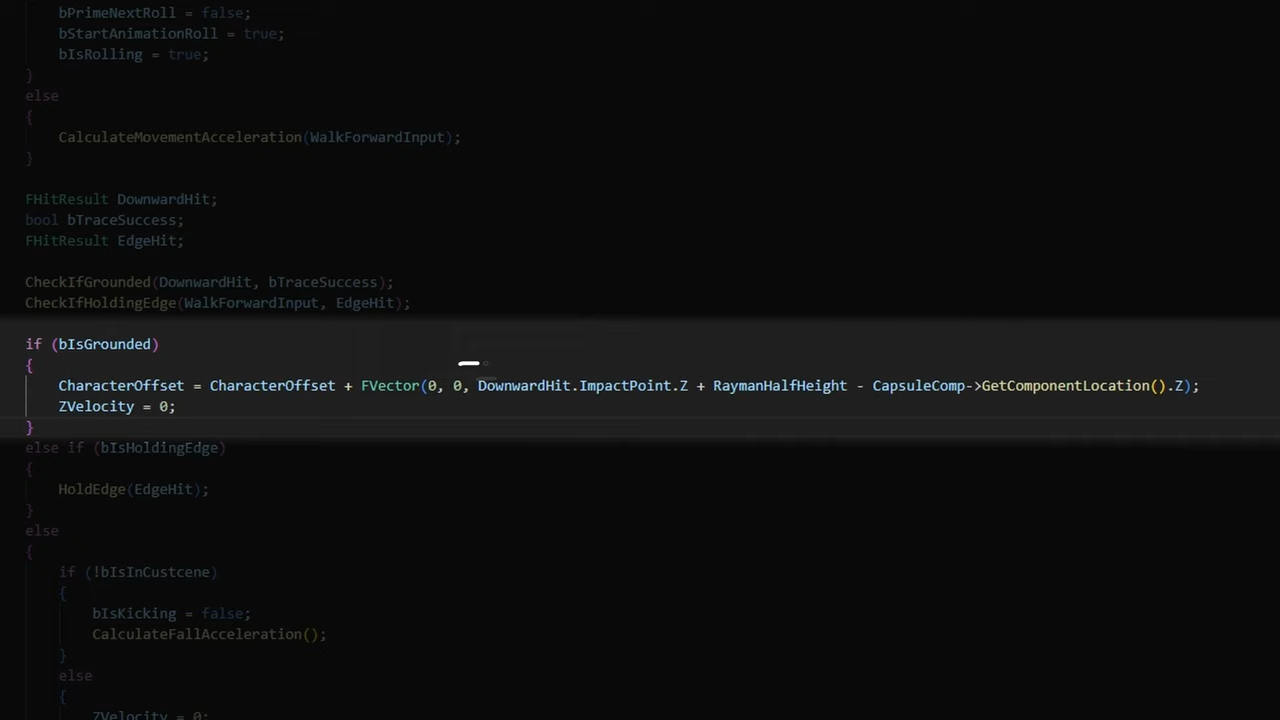 bPrimeNextRoll = false;
bStartAnimationRoll = true;
bIsRolling = true;
}
else
{
CalculateMovementAcceleration(WalkForwardInput);
}
FHitResult DownwardHit;
bool bTraceSuccess;
FHitResult EdgeHit;
CheckIfGrounded(DownwardHit, bTraceSuccess);
CheckIfHoldingEdge(WalkForwardInput, EdgeHit);
if (bIsGrounded)
{
CharacterOffset = CharacterOffset + FVector(0, 0, DownwardHit.ImpactPoint.Z + RaymanHalfHeight - CapsuleComp->GetComponentLocation().Z);
ZVelocity = 0;
}
else if (bIsHoldingEdge)
{
HoldEdge(EdgeHit);
}
else
{
if (!bIsInCustcene)
{
bIsKicking = false;
CalculateFallAcceleration();
}
else
{
ZVelocity = 0;